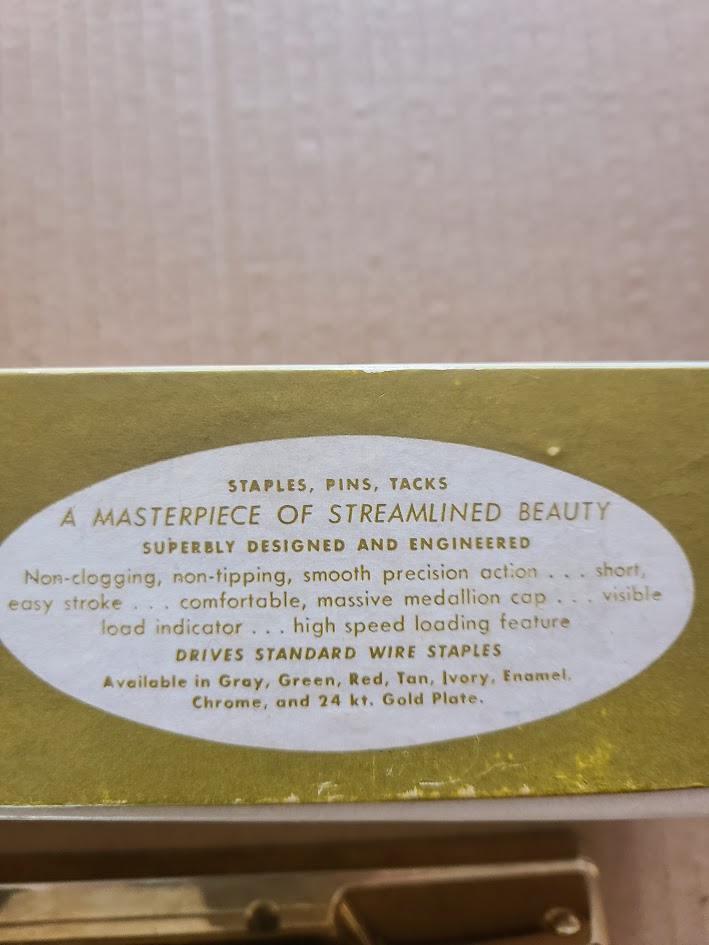 STAPLES, PINS, TACKS
A MASTERPIECE OF STREAMLINED BEAUTY
SUPERBLY DESIGNED AND ENGINEERED
Non-clogging, non-tipping, smooth precision action . . . short,
easy stroke . . . comfortable, massive medallion cap . . . visible
load indicator . . . high speed loading feature
DRIVES STANDARD WIRE STAPLES
Available in Gray, Green, Red, Tan, Ivory, Enamel,
Chrome, and 24 kt. Gold Plate.